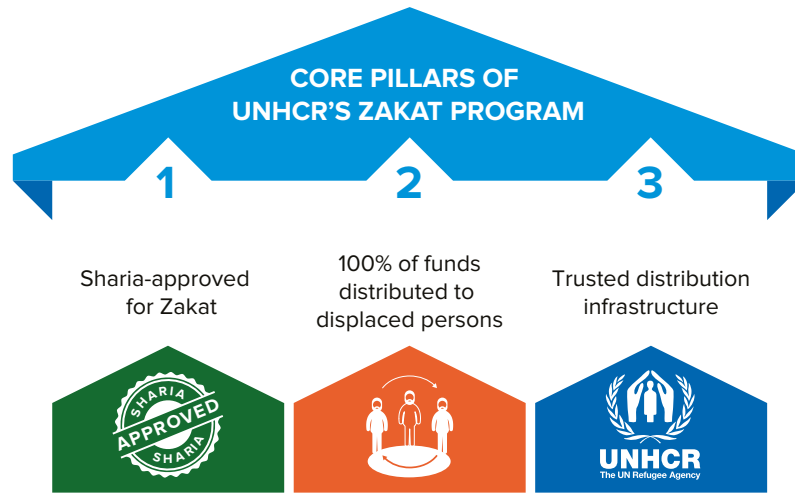 CORE PILLARS OF
UNHCR'S ZAKAT PROGRAM
1
2
3
Sharia-approved
for Zakat
100% of funds
distributed to
displaced persons
Trusted distribution
infrastructure
SHARIA
APPROVED
SHARIA
UNHCR
The UN Refugee Agency